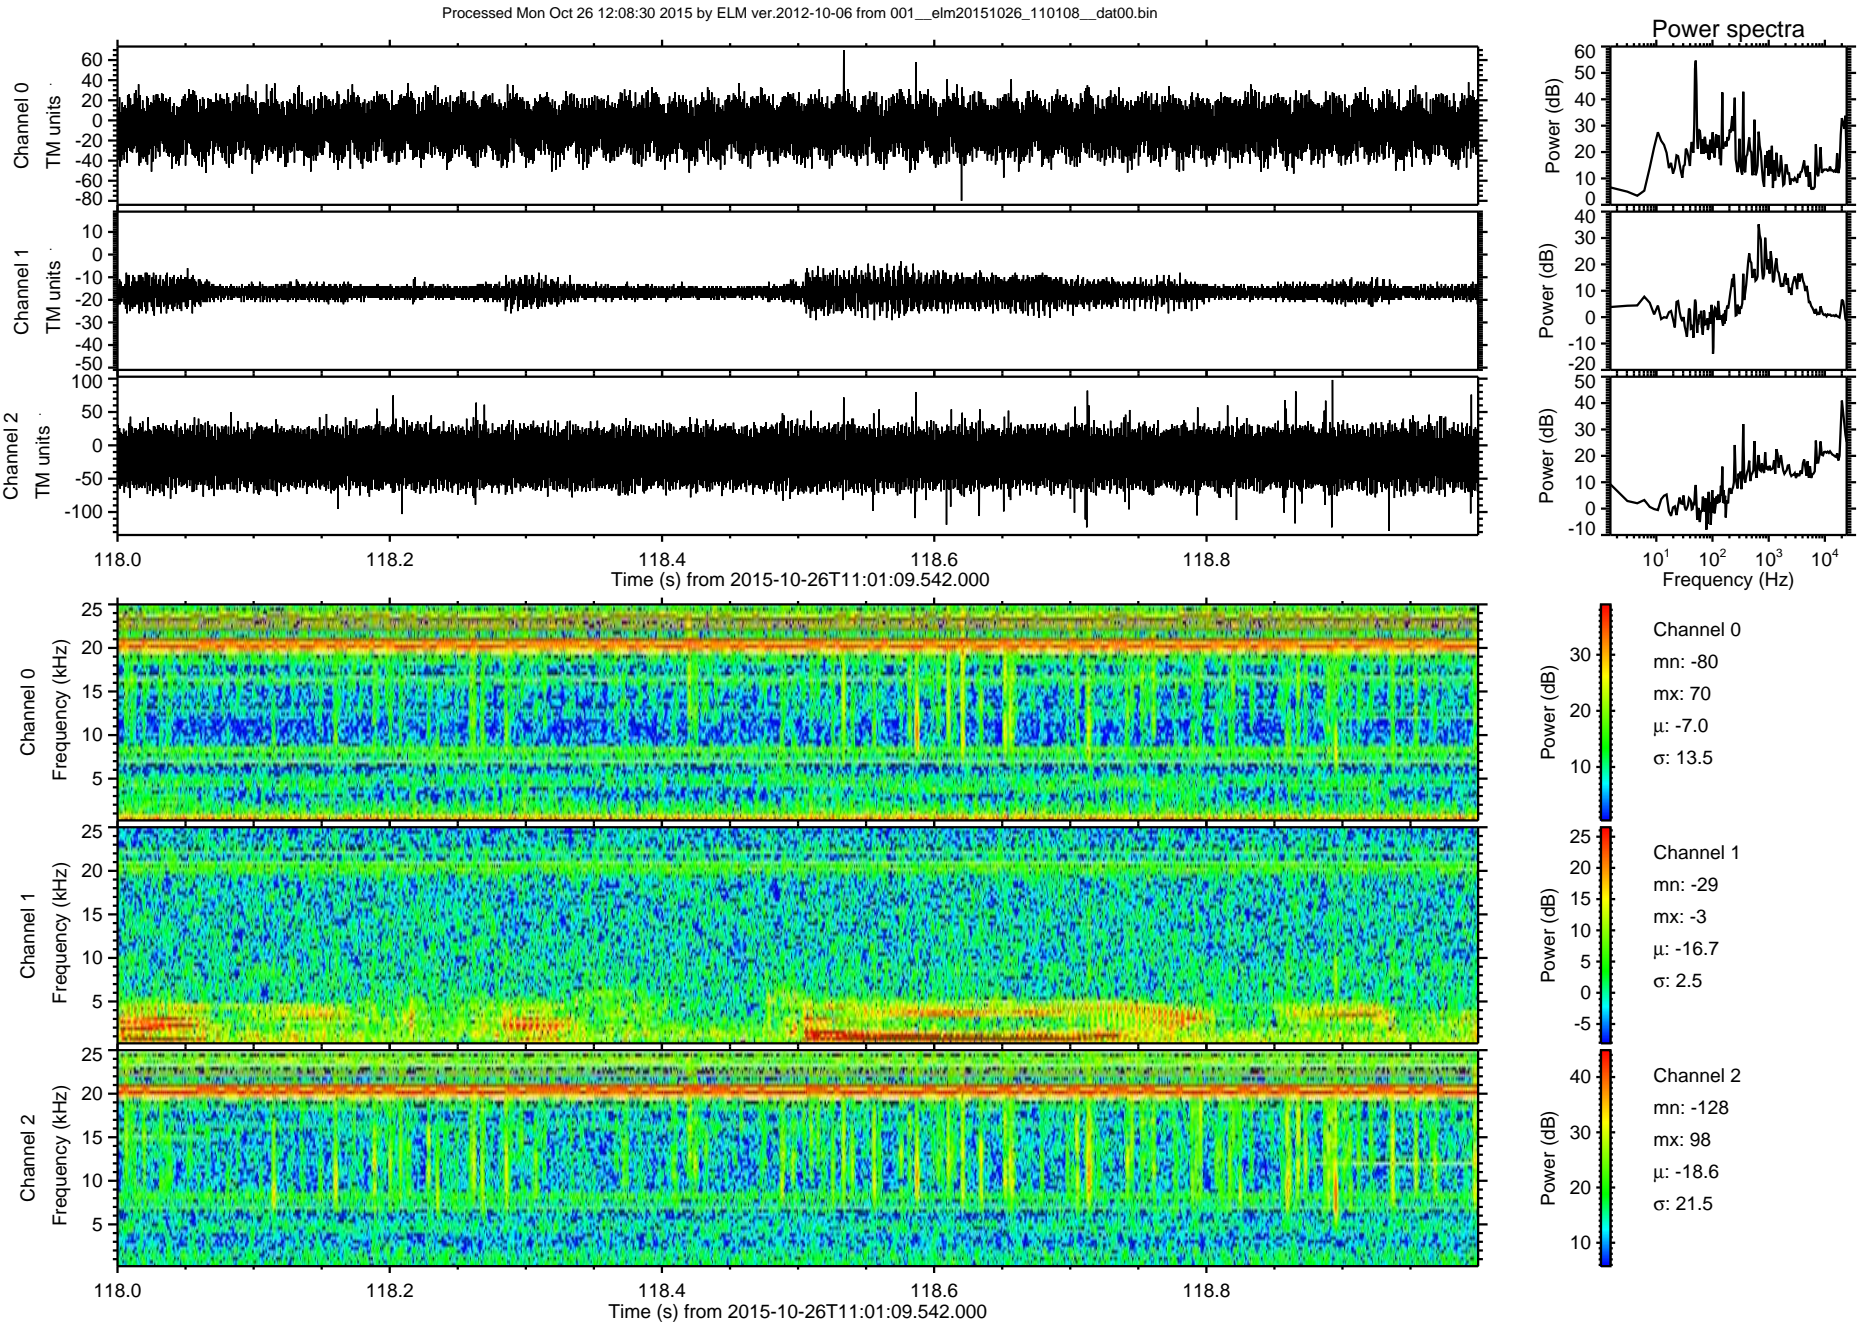 Processed Mon Oct 26 12:08:30 2015 by ELM ver.2012-10-06 from 001__elm20151026_110108__dat00.bin
Power spectra
Channel 0
TM units
60
40
20
0
-20
-40
-60
-80
Power (dB)
60
50
40
30
20
10
0
Channel 1
TM units
10
0
-10
-20
-30
-40
-50
Power (dB)
40
30
20
10
0
-10
-20
Channel 2
TM units
100
50
0
-50
-100
Power (dB)
50
40
30
20
10
0
-10
118.0 118.2 118.4 118.6 118.8
Time (s) from 2015-10-26T11:01:09.542.000
10^1 10^2 10^3 10^4
Frequency (Hz)
Channel 0
Frequency (kHz)
25
20
15
10
5
Power (dB)
30
20
10
Channel 0
mn: -80
mx: 70
μ: -7.0
σ: 13.5
Channel 1
Frequency (kHz)
25
20
15
10
5
Power (dB)
25
20
15
10
5
0
-5
Channel 1
mn: -29
mx: -3
μ: -16.7
σ: 2.5
Channel 2
Frequency (kHz)
25
20
15
10
5
Power (dB)
40
30
20
10
Channel 2
mn: -128
mx: 98
μ: -18.6
σ: 21.5
118.0 118.2 118.4 118.6 118.8
Time (s) from 2015-10-26T11:01:09.542.000